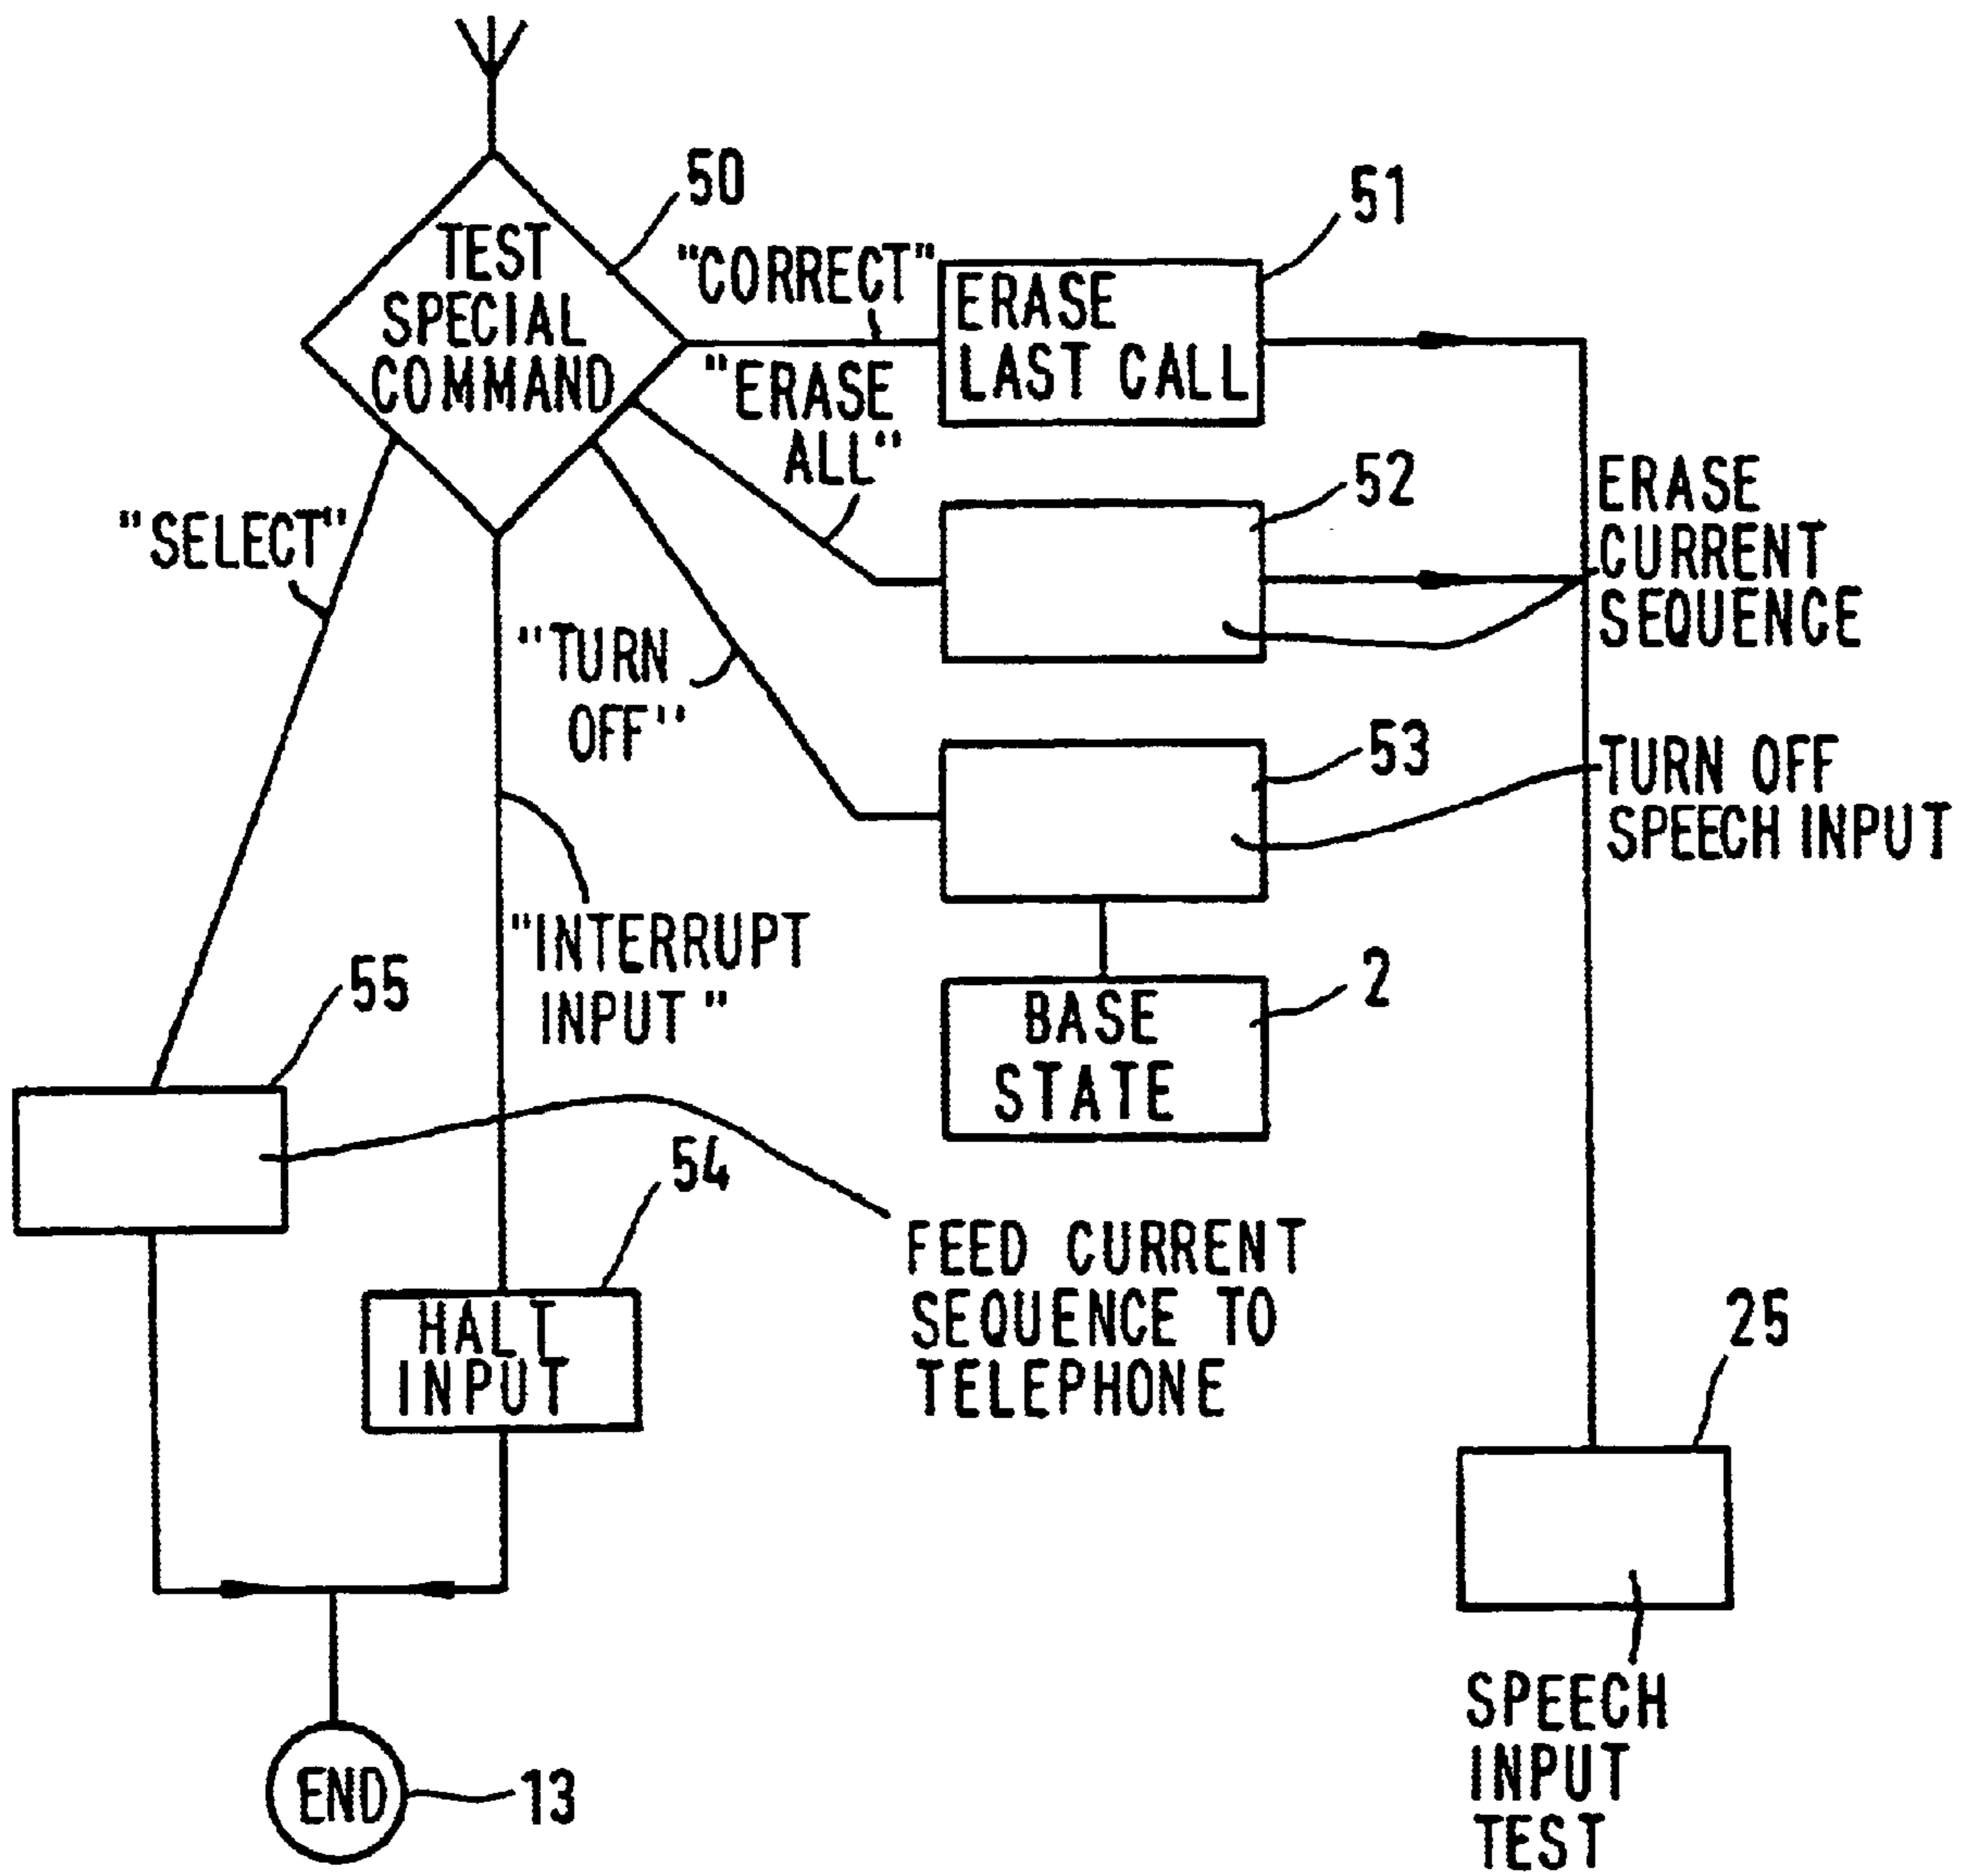 50
TEST
SPECIAL
COMMAND
"CORRECT"
51
ERASE
LAST CALL
"ERASE
ALL"
52
ERASE
CURRENT
SEQUENCE
"SELECT"
"TURN
OFF"
53
TURN OFF
SPEECH INPUT
"INTERRUPT
INPUT"
2
BASE
STATE
55
54
FEED CURRENT
SEQUENCE TO
TELEPHONE
HALT
INPUT
25
SPEECH
INPUT
TEST
END
13